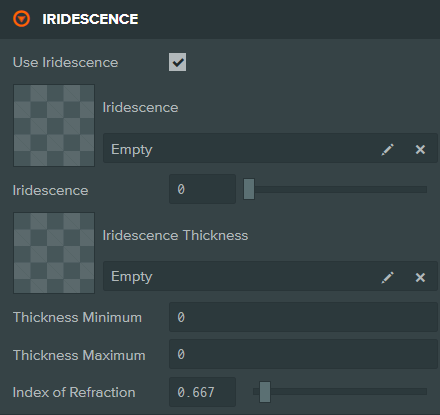 IRIDESCENCE
Use Iridescence
Iridescence
Empty
Iridescence 0
Iridescence Thickness
Empty
Thickness Minimum 0
Thickness Maximum 0
Index of Refraction 0.667